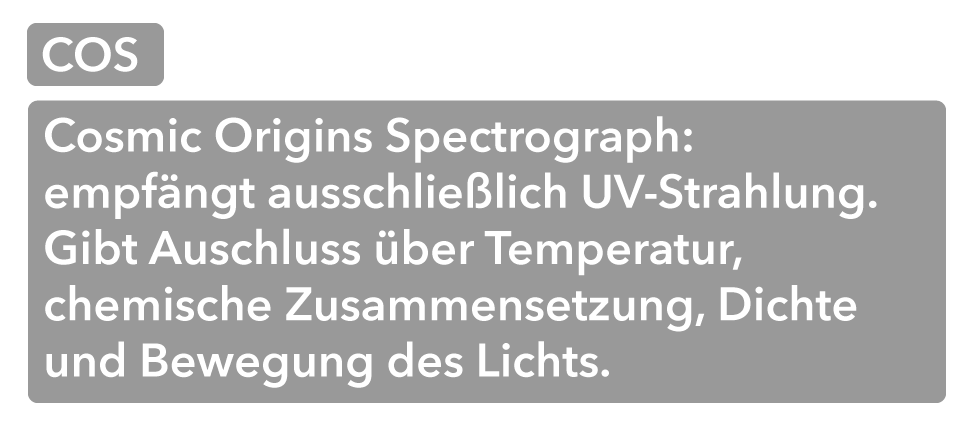 COS
Cosmic Origins Spectrograph:
empfängt ausschließlich UV-Strahlung.
Gibt Auschluss über Temperatur,
chemische Zusammensetzung, Dichte
und Bewegung des Lichts.